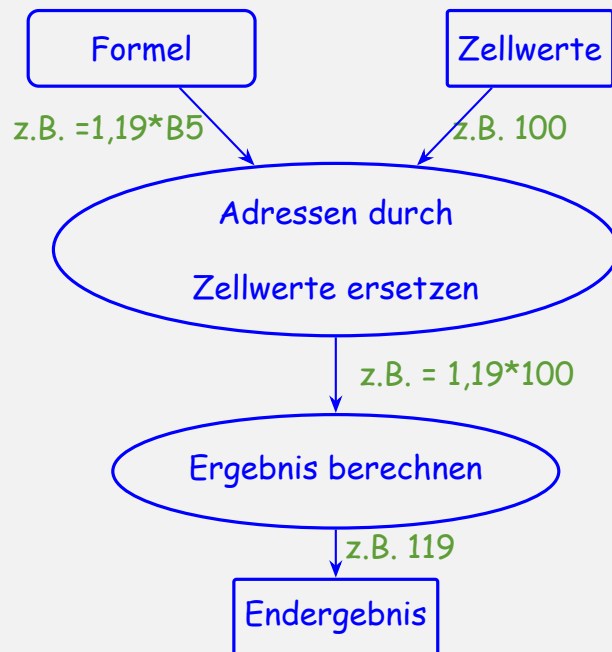 Formel
Zellwerte
z.B. =1,19*B5
z.B. 100
Adressen durch
Zellwerte ersetzen
z.B. = 1,19*100
Ergebnis berechnen
z.B. 119
Endergebnis